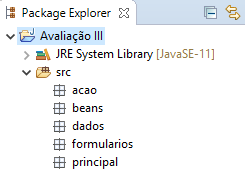 Package Explorer
Avaliação III
JRE System Library [JavaSE-11]
src
acao
beans
dados
formularios
principal